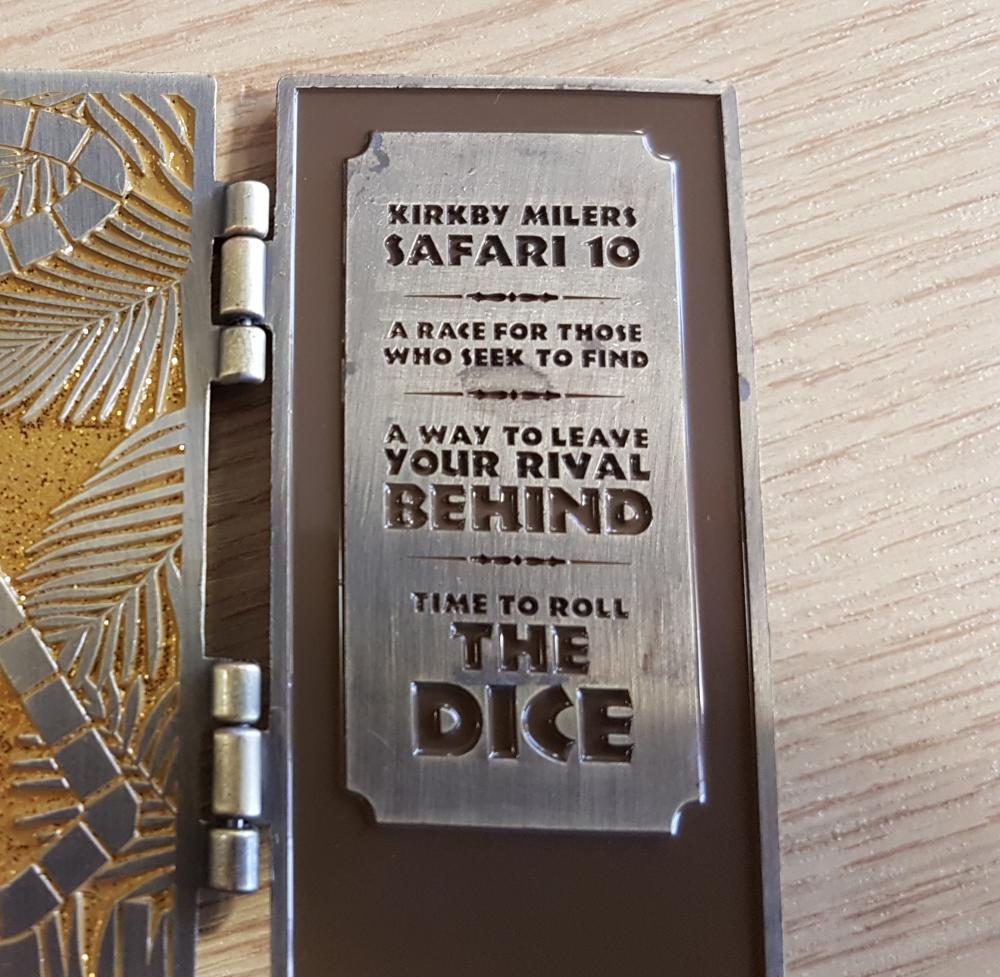 KIRKBY MILERS
SAFARI 10
A RACE FOR THOSE
WHO SEEK TO FIND
A WAY TO LEAVE
YOUR RIVAL
BEHIND
TIME TO ROLL
THE
DICE